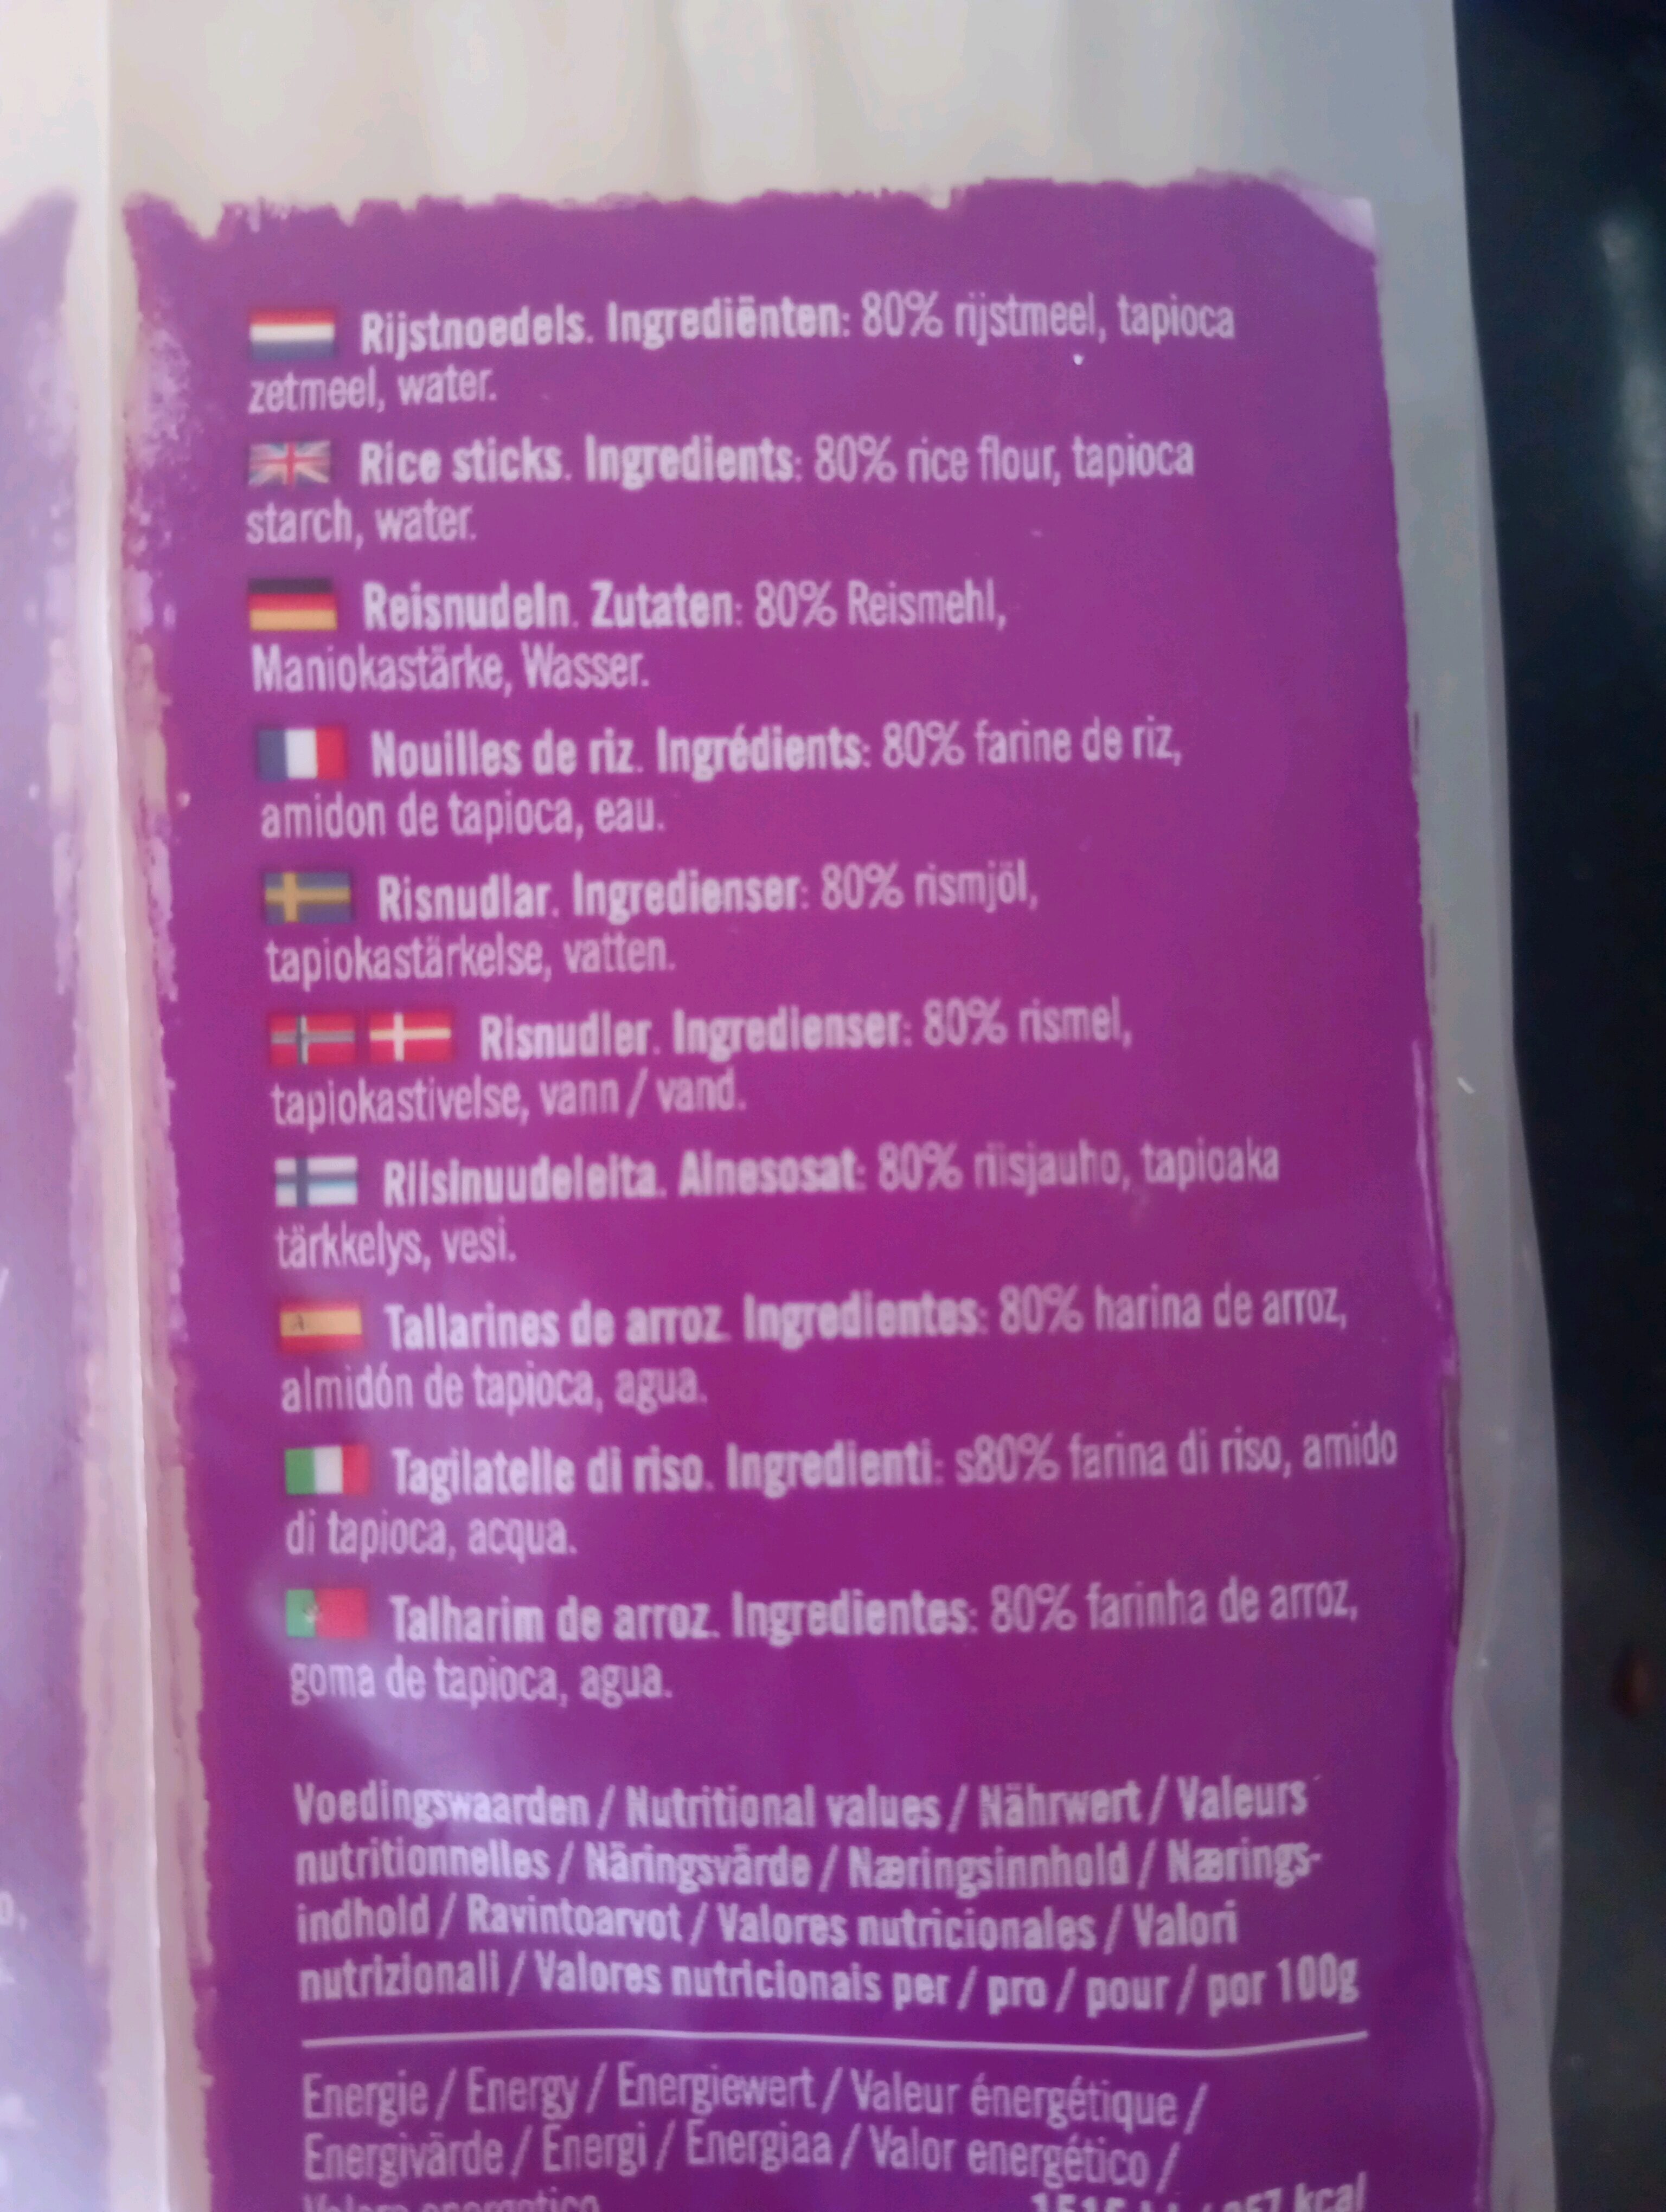 Rijstnoedels. Ingrediënten: 80% rijstmeel, tapioca
zetmeel, water.
Rice sticks. Ingredients: 80% rice flour, tapioca
starch, water.
Reisnudeln. Zutaten: 80% Reismehl,
Maniokastärke, Wasser.
Nouilles de riz. Ingrédients: 80% farine de riz,
amidon de tapioca, eau.
Risnudlar. Ingredienser: 80% rismjöl,
tapiokastärkelse, vatten.
Risnudler. Ingredienser: 80% rismel,
tapiokastivelse, vann / vand.
Riisinuudeleita. Ainesosat: 80% riisjauho, tapioaka
tärkkelys, vesi.
Tallarines de arroz. Ingredientes: 80% harina de arroz,
almidón de tapioca, agua.
Tagilatelle di riso. Ingredienti: s80% farina di riso, amido
di tapioca, acqua.
Talharim de arroz. Ingredientes: 80% farinha de arroz,
goma de tapioca, agua.
Voedingswaarden / Nutritional values / Nährwert / Valeurs
nutritionnelles / Näringsvärde / Næringsinnhold / Nærings-
indhold / Ravintoarvot / Valores nutricionales / Valori
nutrizionali / Valores nutricionais per / pro / pour / por 100g
Energie / Energy / Energiewert / Valeur énergétique /
Energivärde / Energi / Energiaa / Valor energético /
kcal